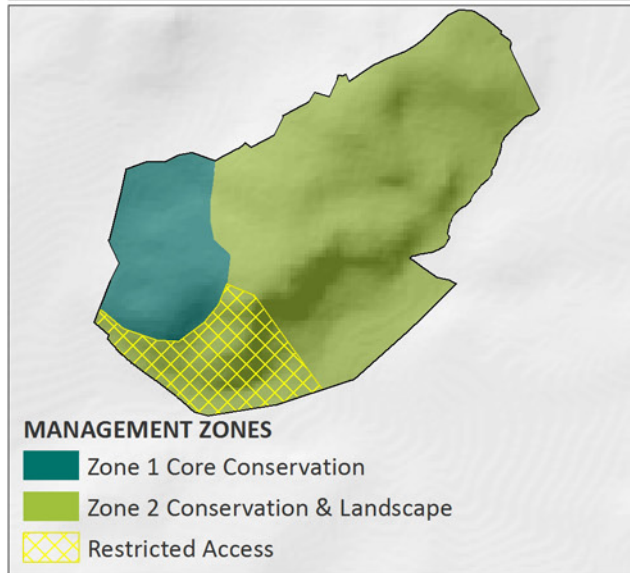 MANAGEMENT ZONES
Zone 1 Core Conservation
Zone 2 Conservation & Landscape
Restricted Access